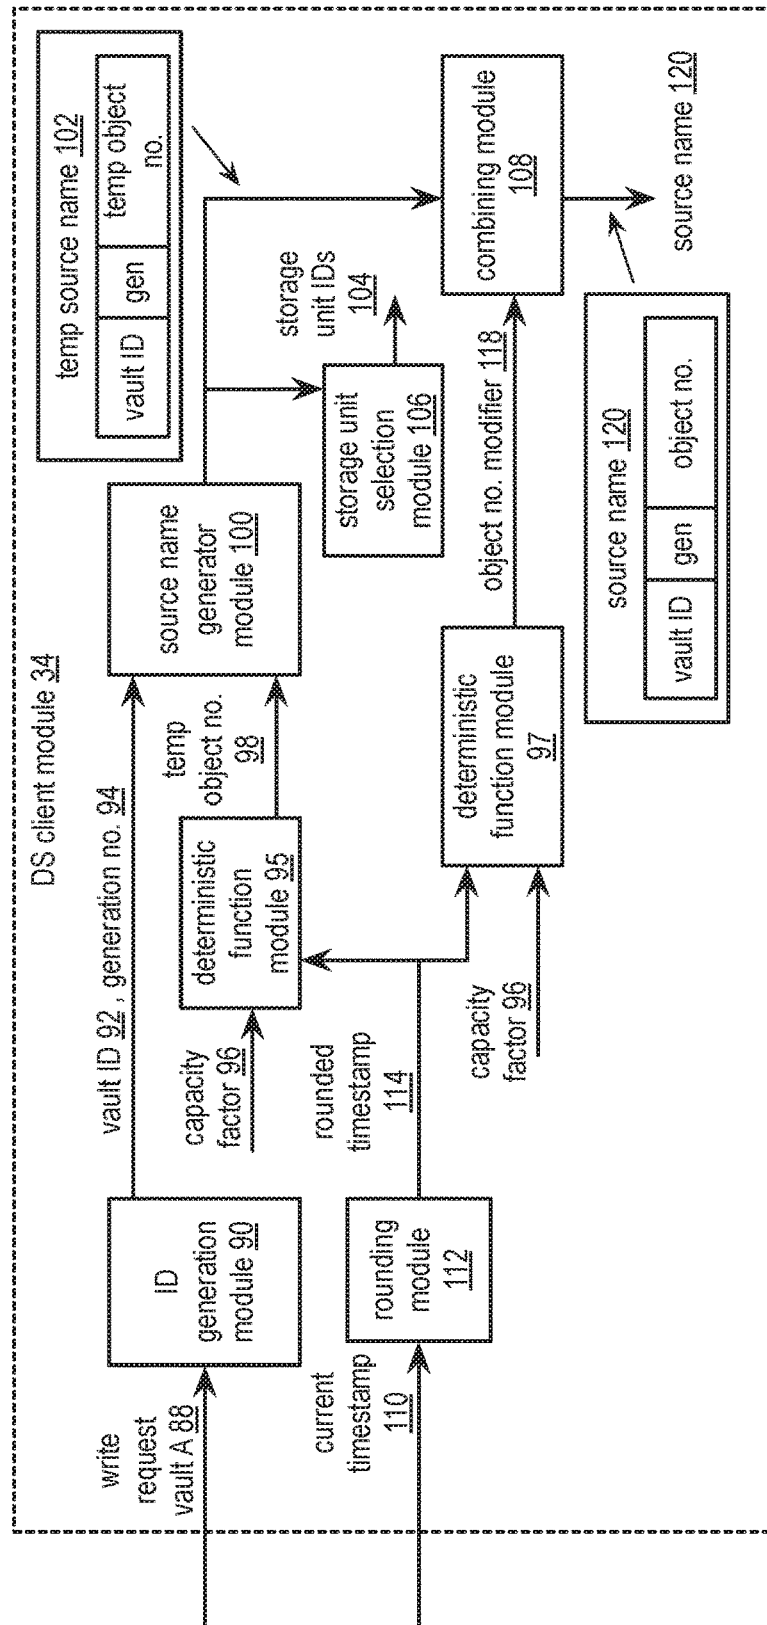 DS client module 34
write
request
vault A 88
ID
generation
module 90
vault ID 92 , generation no. 94
source name
generator
module 100
temp source name 102
vault ID
gen
temp object
no.
capacity
factor 96
deterministic
function
module 95
temp
object no.
98
storage unit
selection
module 106
storage
unit IDs
104
current
timestamp
110
rounding
module
112
rounded
timestamp
114
capacity
factor 96
deterministic
function module
97
object no. modifier 118
combining module
108
source name 120
source name 120
vault ID
gen
object no.